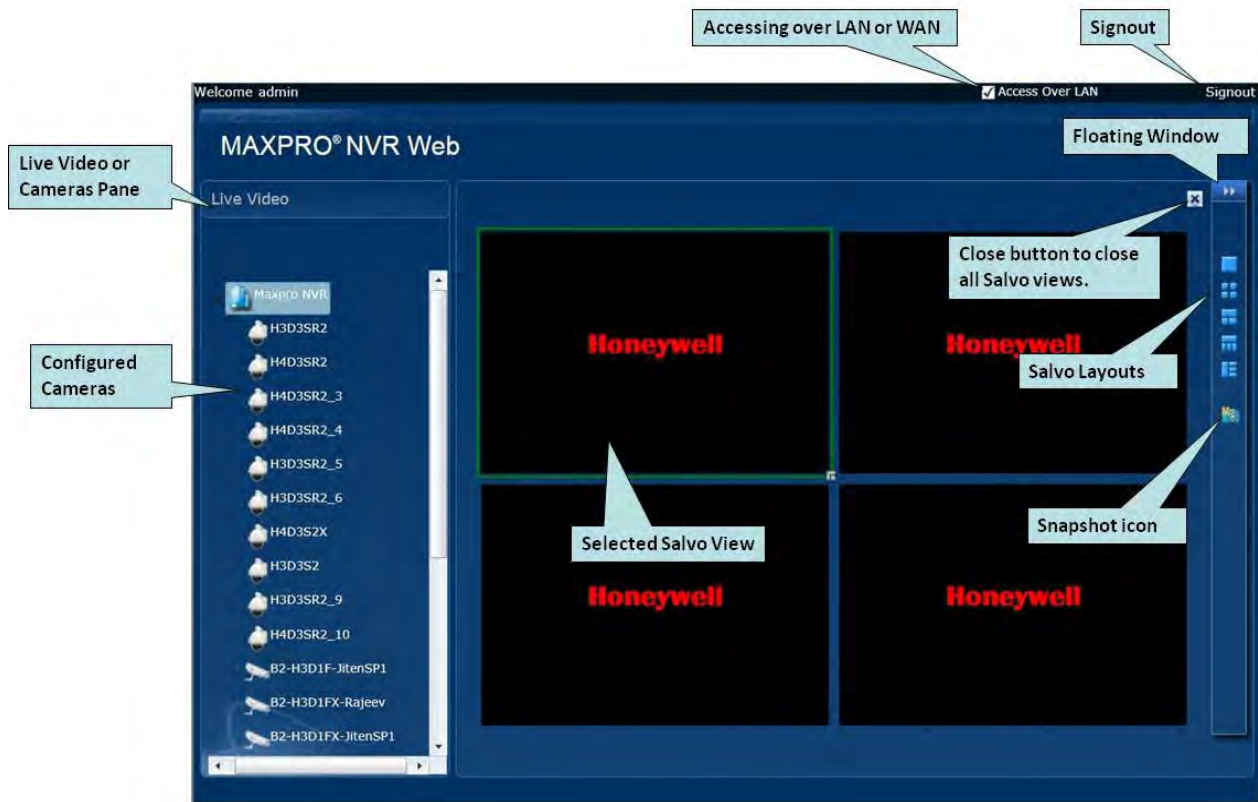 Accessing over LAN or WAN
Signout
Welcome admin
Access Over LAN
Signout
MAXPRO® NVR Web
Floating Window
Live Video or
Cameras Pane
Live Video
Close button to close
all Salvo views.
Maxpro NVR
H3D3SR2
Honeywell
Honeywell
H4D3SR2
Configured
Cameras
Salvo Layouts
H4D3SR2_3
H4D3SR2_4
H3D3SR2_5
H3D3SR2_6
Snapshot icon
H4D3S2X
Selected Salvo View
H3D3S2
H3D3SR2_9
Honeywell
Honeywell
H4D3SR2_10
B2-H3D1F-JitenSP1
B2-H3D1FX-Rajeev
B2-H3D1FX-JitenSP1